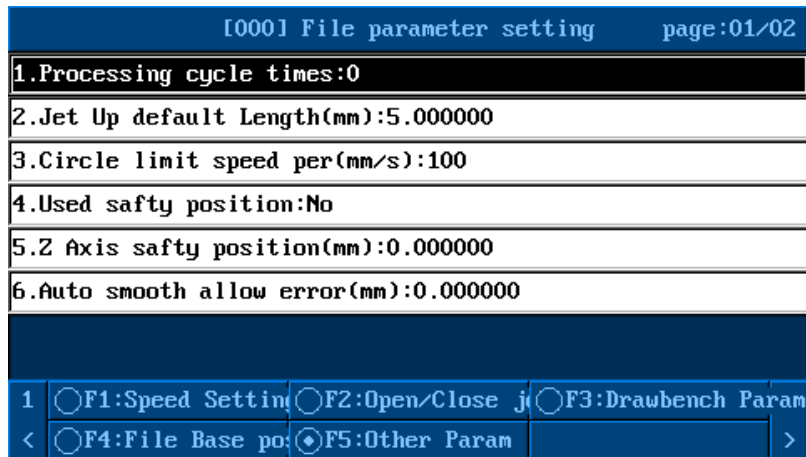 [000] File parameter setting page:01/02
1.Processing cycle times:0
2.Jet Up default Length(mm):5.000000
3.Circle limit speed per(mm/s):100
4.Used safty position:No
5.Z Axis safty position(mm):0.000000
6.Auto smooth allow error(mm):0.000000
1 F1:Speed Settin F2:Open/Close F3:Drawbench Param
< F4:File Base F5:Other Param >